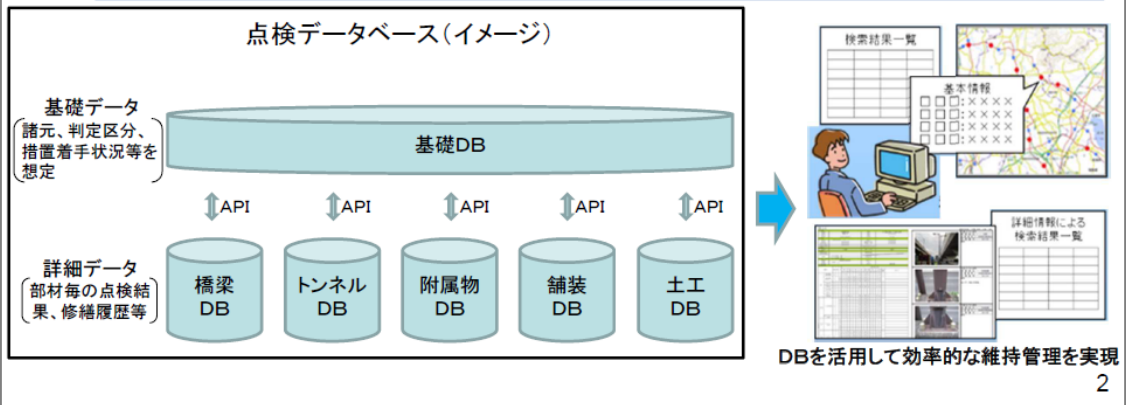 点検データベース(イメージ)
基礎データ
諸元、判定区分、
措置着手状況等を
想定
基礎DB
API
API
API
API
API
詳細データ
部材毎の点検結
果、修繕履歴等
橋梁
DB
トンネル
DB
附属物
DB
舗装
DB
土工
DB
検索結果一覧
基本情報
□□□:××××
□□□:××××
□□□:××××
□□□:××××
詳細情報による
検索結果一覧
DBを活用して効率的な維持管理を実現
2